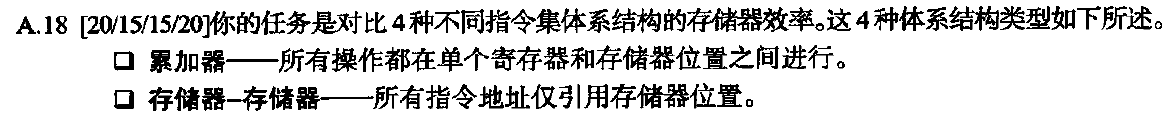 A.18 [20/15/15/20]你的任务是对比4种不同指令集体系结构的存储器效率。这4种体系结构类型如下所述。
❑ 累加器——所有操作都在单个寄存器和存储器位置之间进行。
❑ 存储器–存储器——所有指令地址仅引用存储器位置。